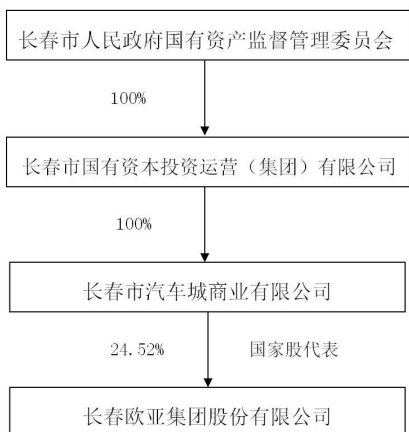 长春市人民政府国有资产监督管理委员会
100%
长春市国有资本投资运营（集团）有限公司
100%
长春市汽车城商业有限公司
24.52% 国家股代表
长春欧亚集团股份有限公司